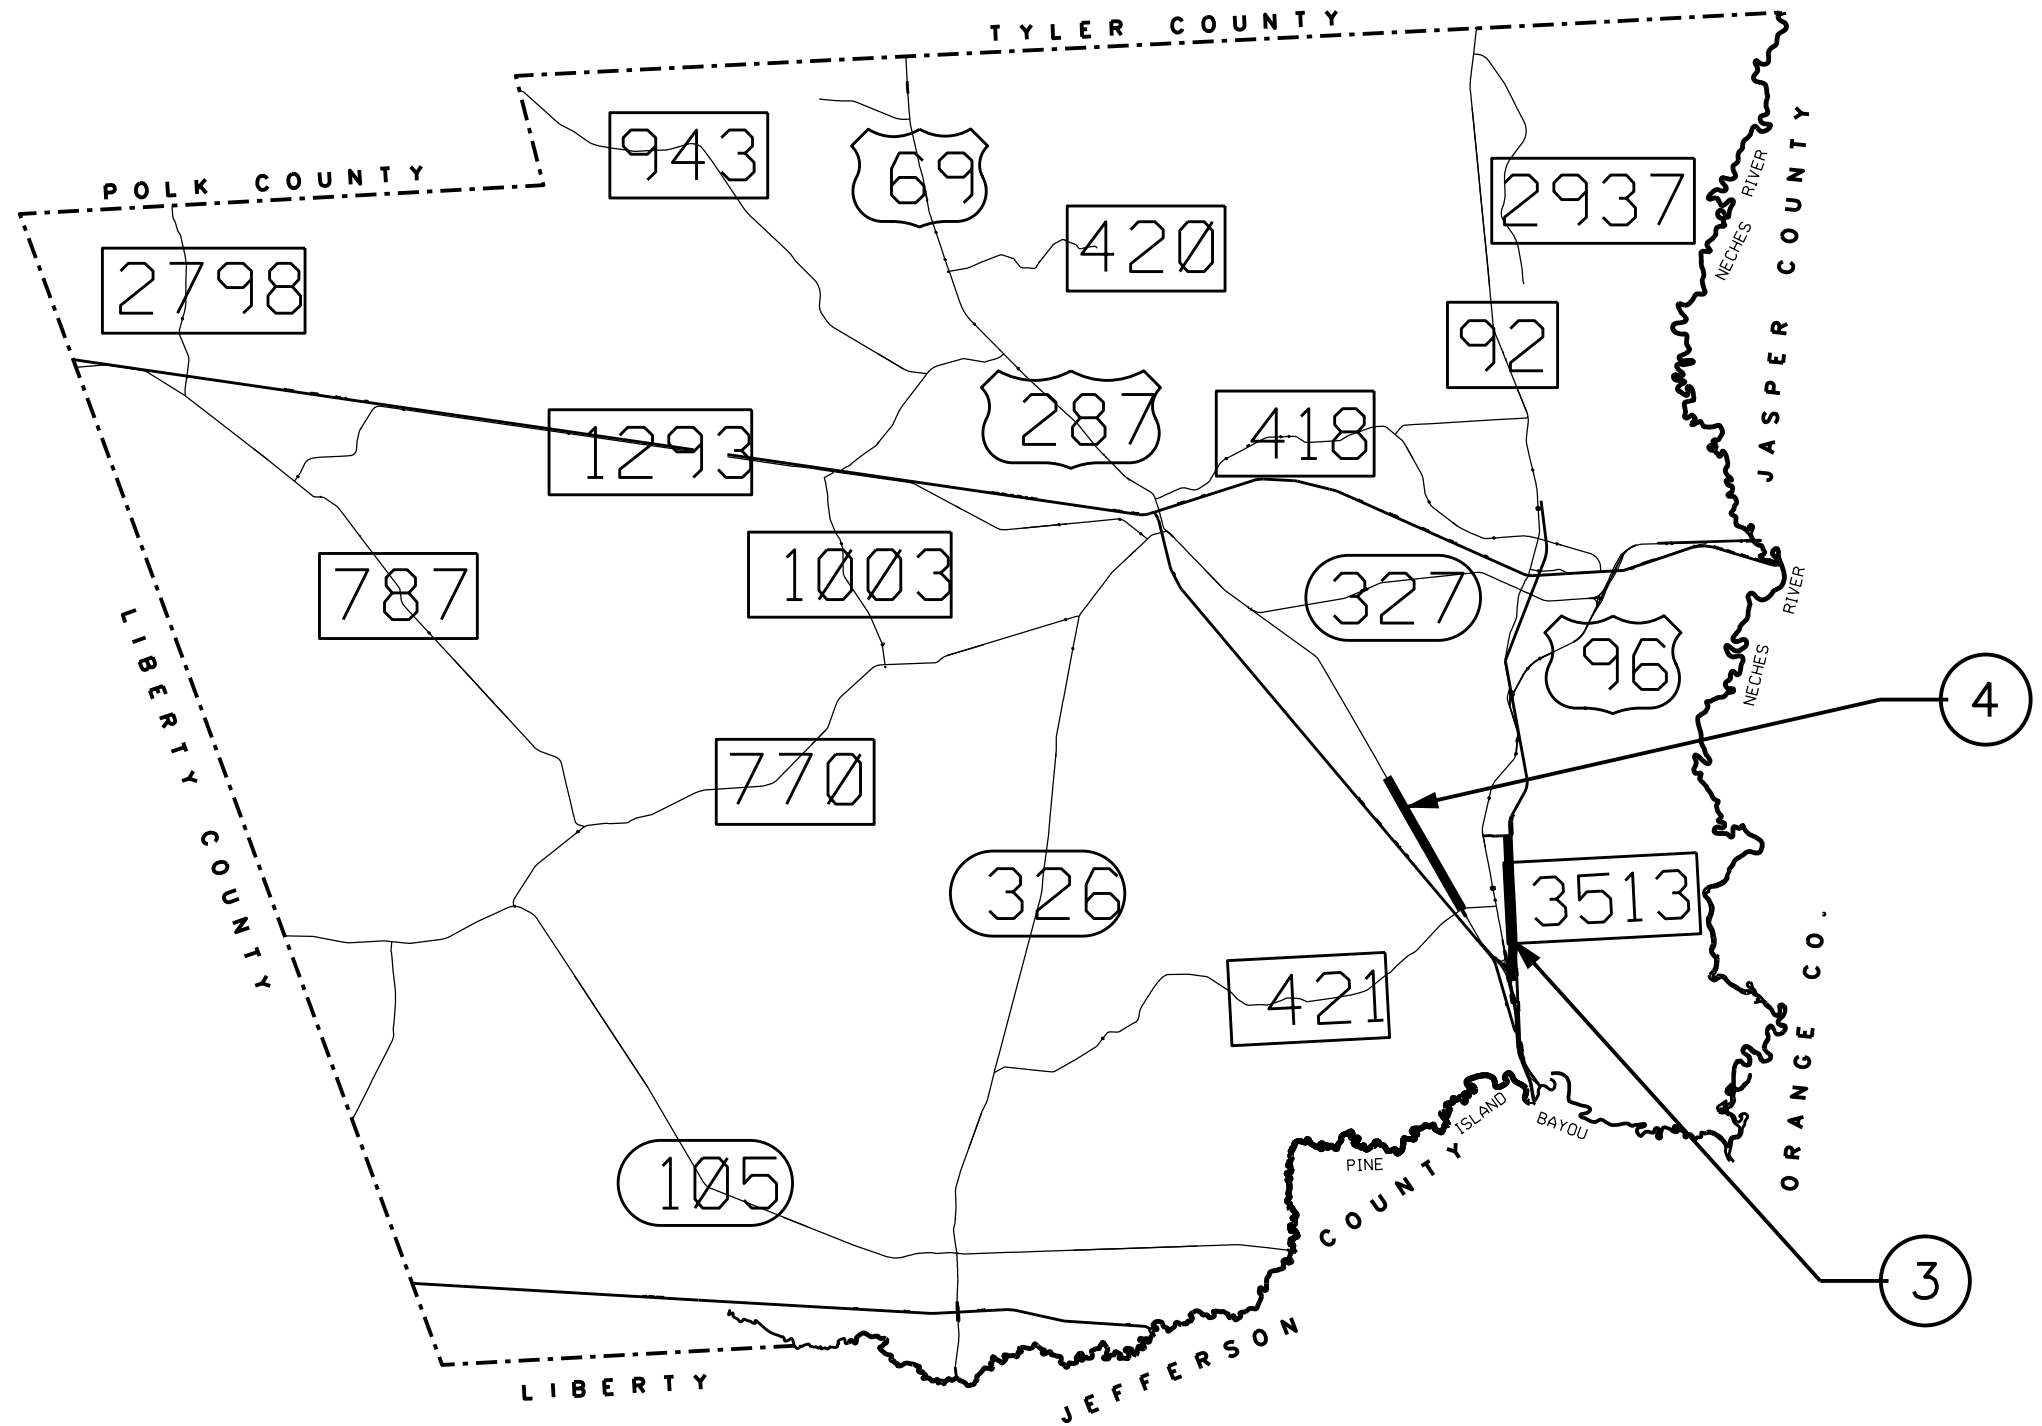 TYLER COUNTY
POLK COUNTY
943
69
2937
420
2798
92
NECHES RIVER
JASPER COUNTY
287
418
1293
1003
787
327
96
NECHES RIVER
LIBERTY COUNTY
4
770
326
3513
421
ORANGE CO.
PINE ISLAND BAYOU
105
3
JEFFERSON COUNTY
LIBERTY